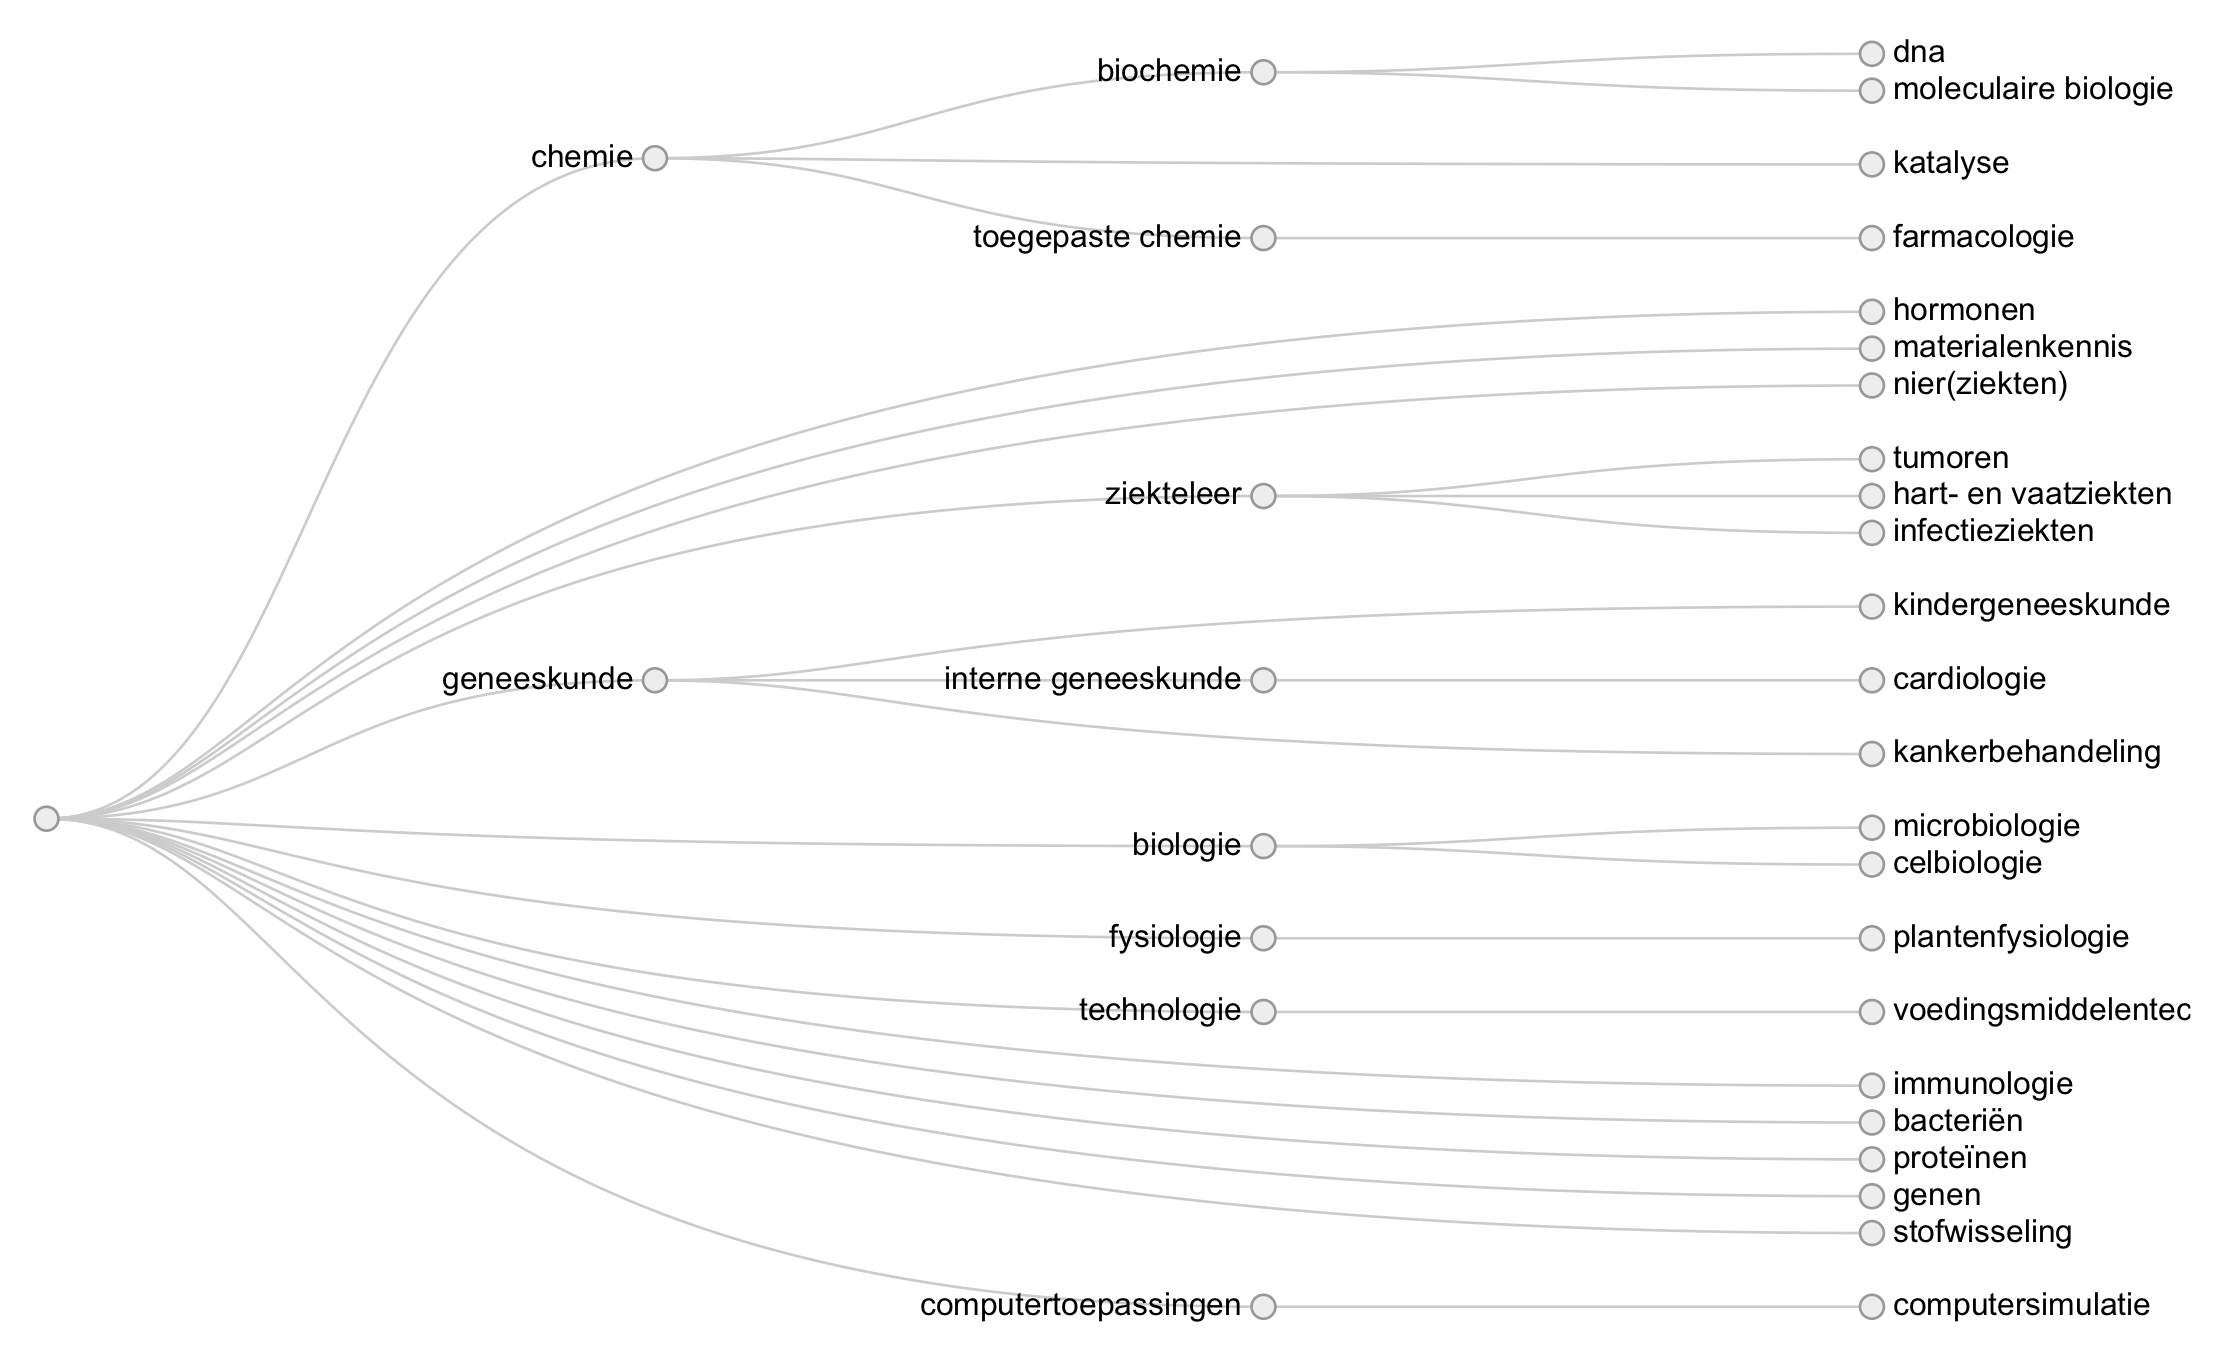 dna
biochemie
moleculaire biologie
chemie
katalyse
toegepaste chemie
farmacologie
hormonen
materialenkennis
nier(ziekten)
tumoren
ziekteleer
hart- en vaatziekten
infectieziekten
kindergeneeskunde
geneeskunde
interne geneeskunde
cardiologie
kankerbehandeling
microbiologie
biologie
celbiologie
fysiologie
plantenfysiologie
technologie
voedingsmiddelentec
immunologie
bacteriën
proteïnen
genen
stofwisseling
computertoepassingen
computersimulatie